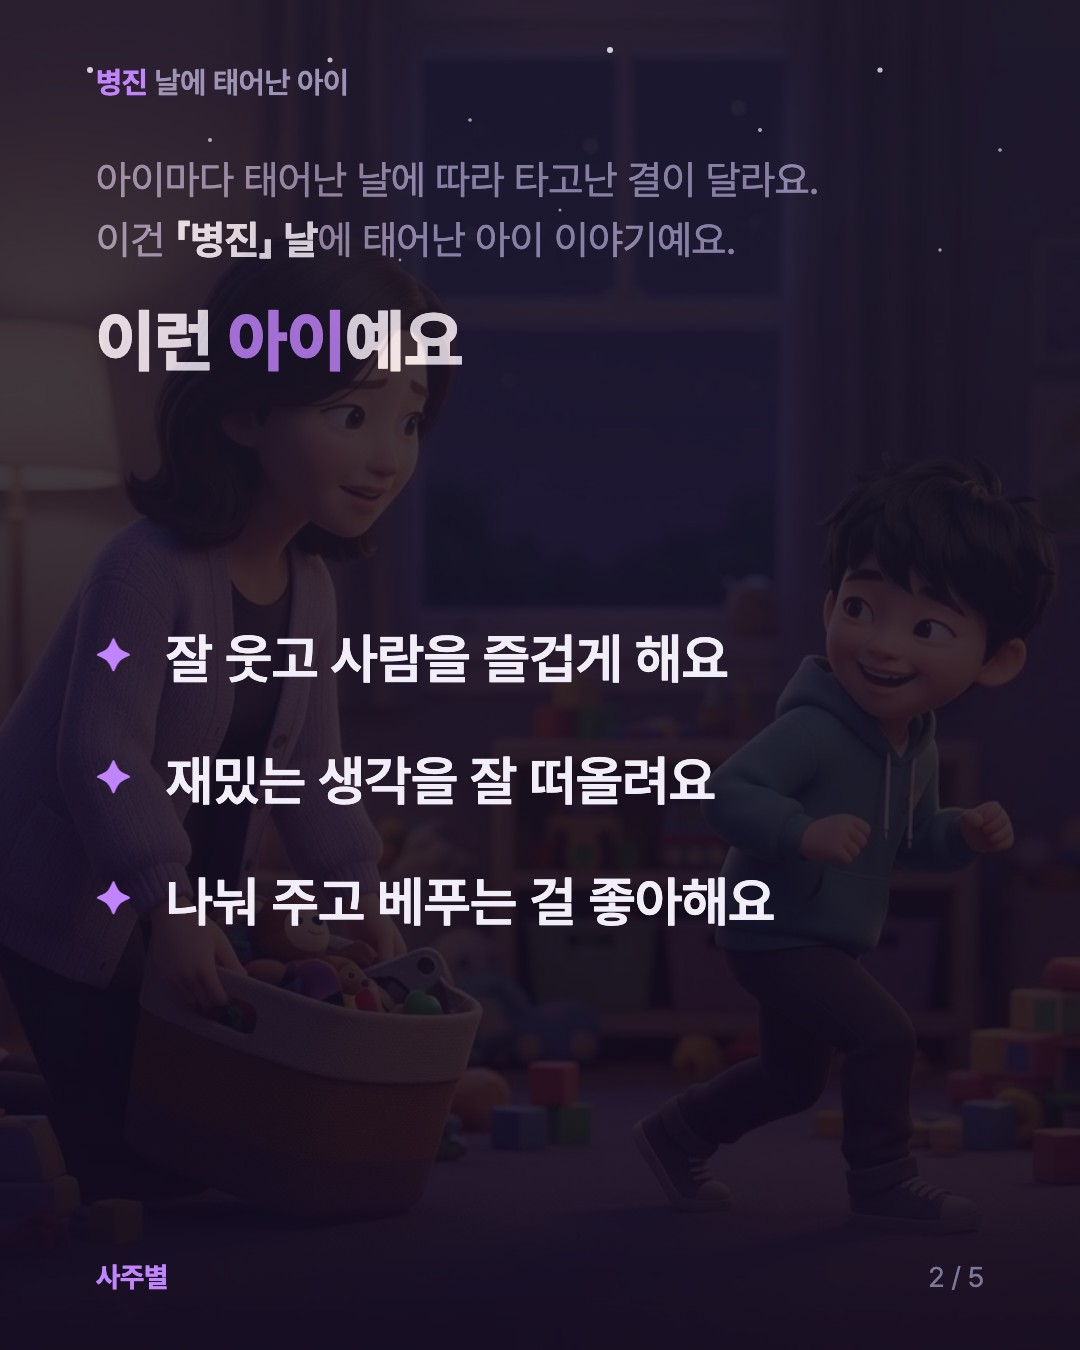 병진 날에 태어난 아이
아이마다 태어난 날에 따라 타고난 결이 달라요.
이건 「병진」 날에 태어난 아이 이야기예요.
이런 아이예요
잘 웃고 사람을 즐겁게 해요
재밌는 생각을 잘 떠올려요
나눠 주고 베푸는 걸 좋아해요
사주별
2 / 5